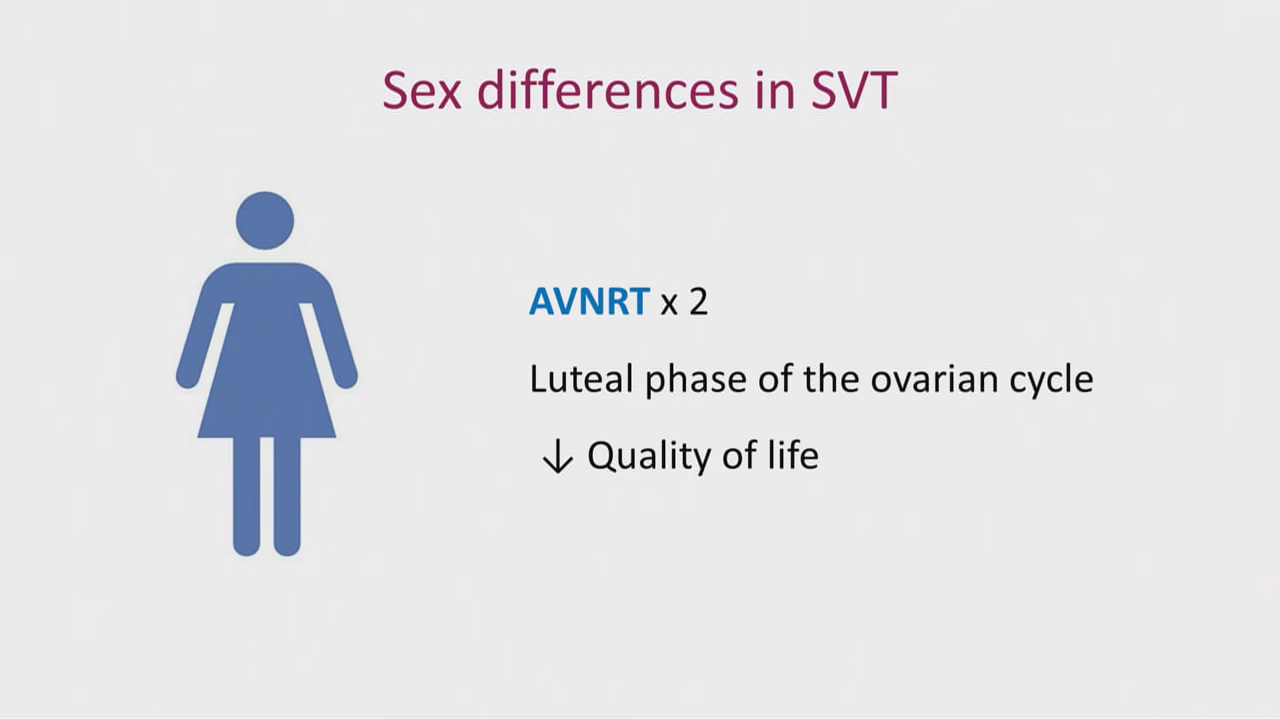 Sex differences in SVT
AVNRT x 2
Luteal phase of the ovarian cycle
↓ Quality of life